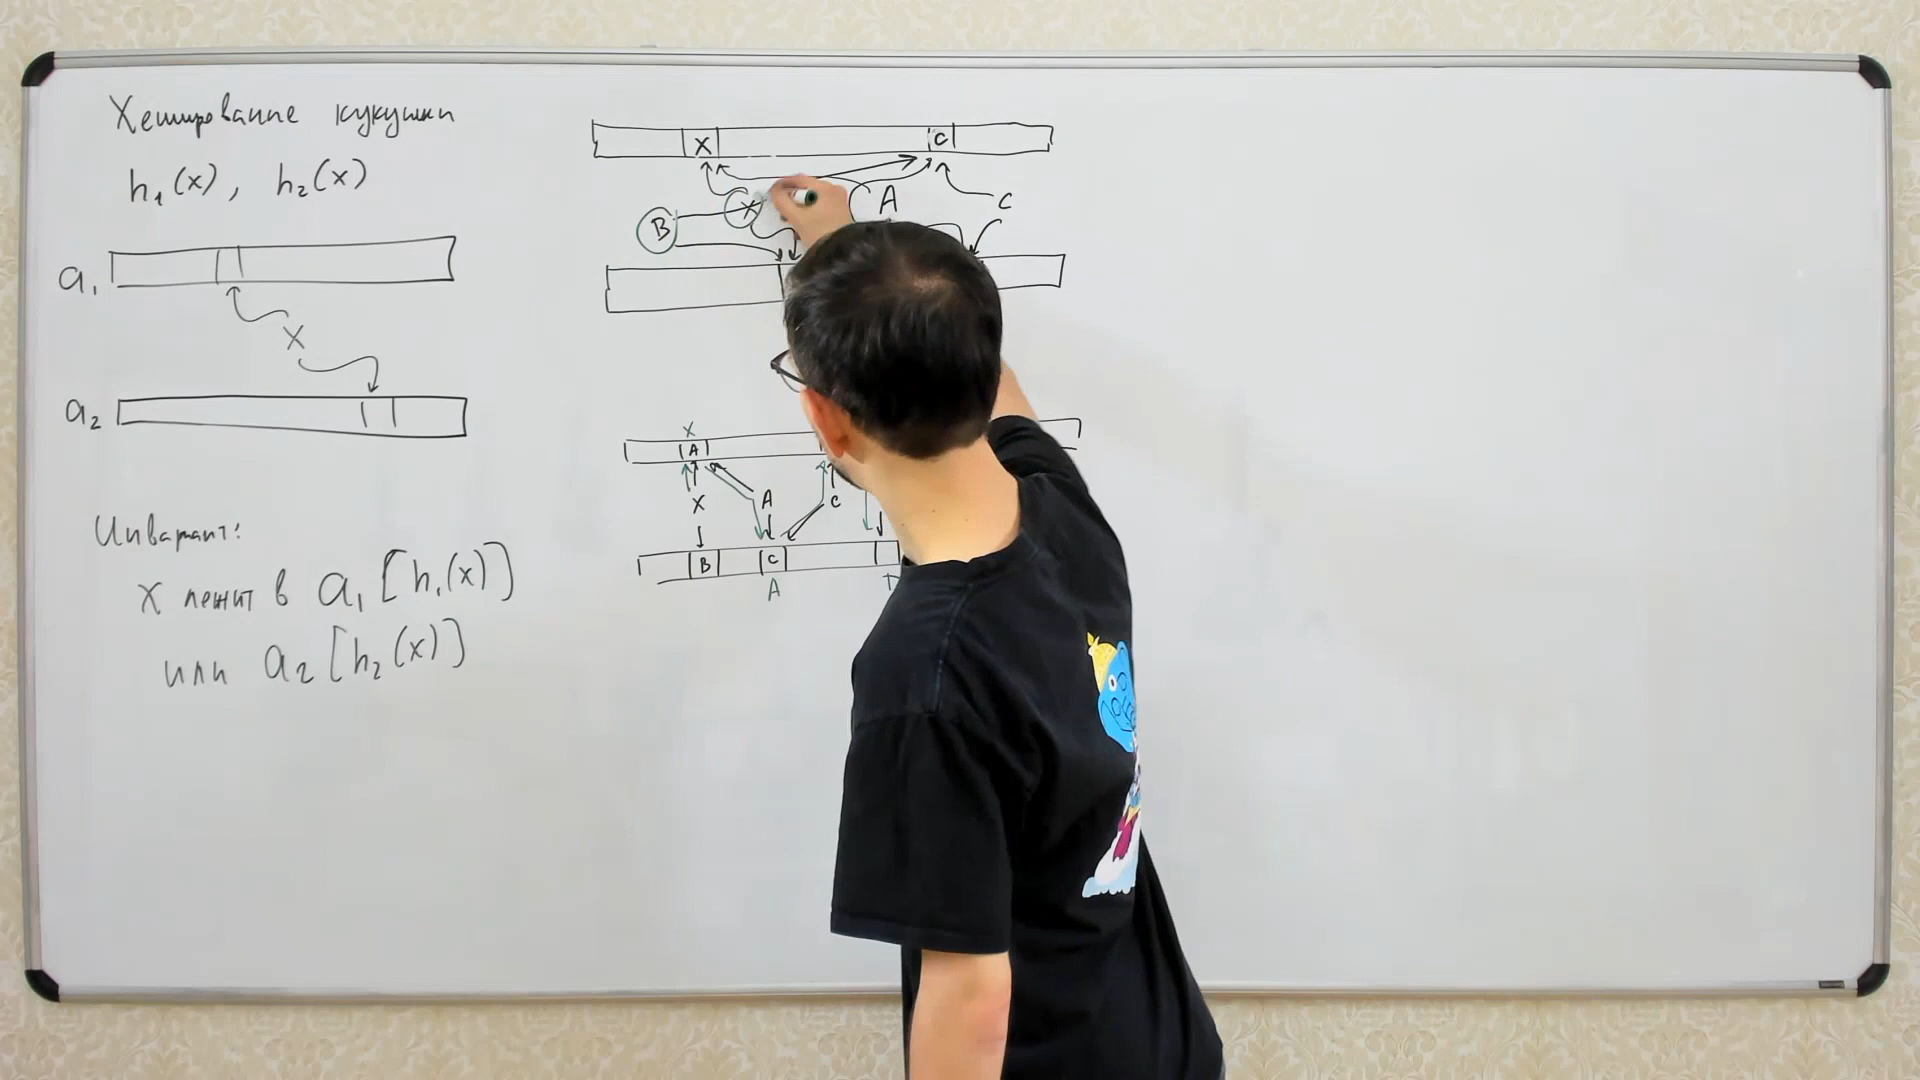 Хеширование кукушки
h₁(x), h₂(x)
a₁
x
a₂
Инвариант:
x лежит в a₁[h₁(x)]
или a₂[h₂(x)]
X C
B X A C
X
A
X A C
B C
A